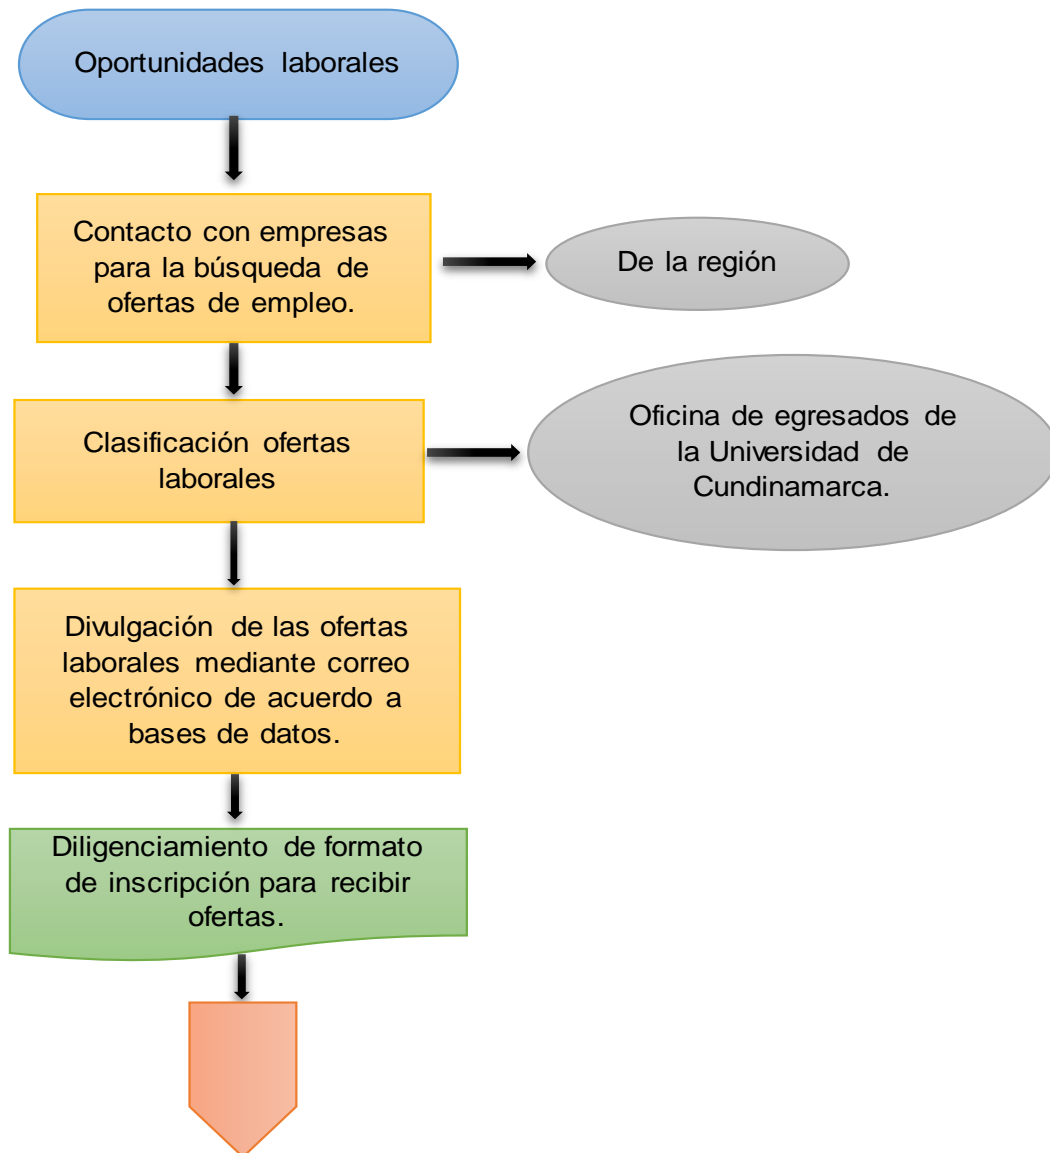 Oportunidades laborales
Contacto con empresas
para la búsqueda de
ofertas de empleo.
De la región
Clasificación ofertas
laborales
Oficina de egresados de
la Universidad de
Cundinamarca.
Divulgación de las ofertas
laborales mediante correo
electrónico de acuerdo a
bases de datos.
Diligenciamiento de formato
de inscripción para recibir
ofertas.